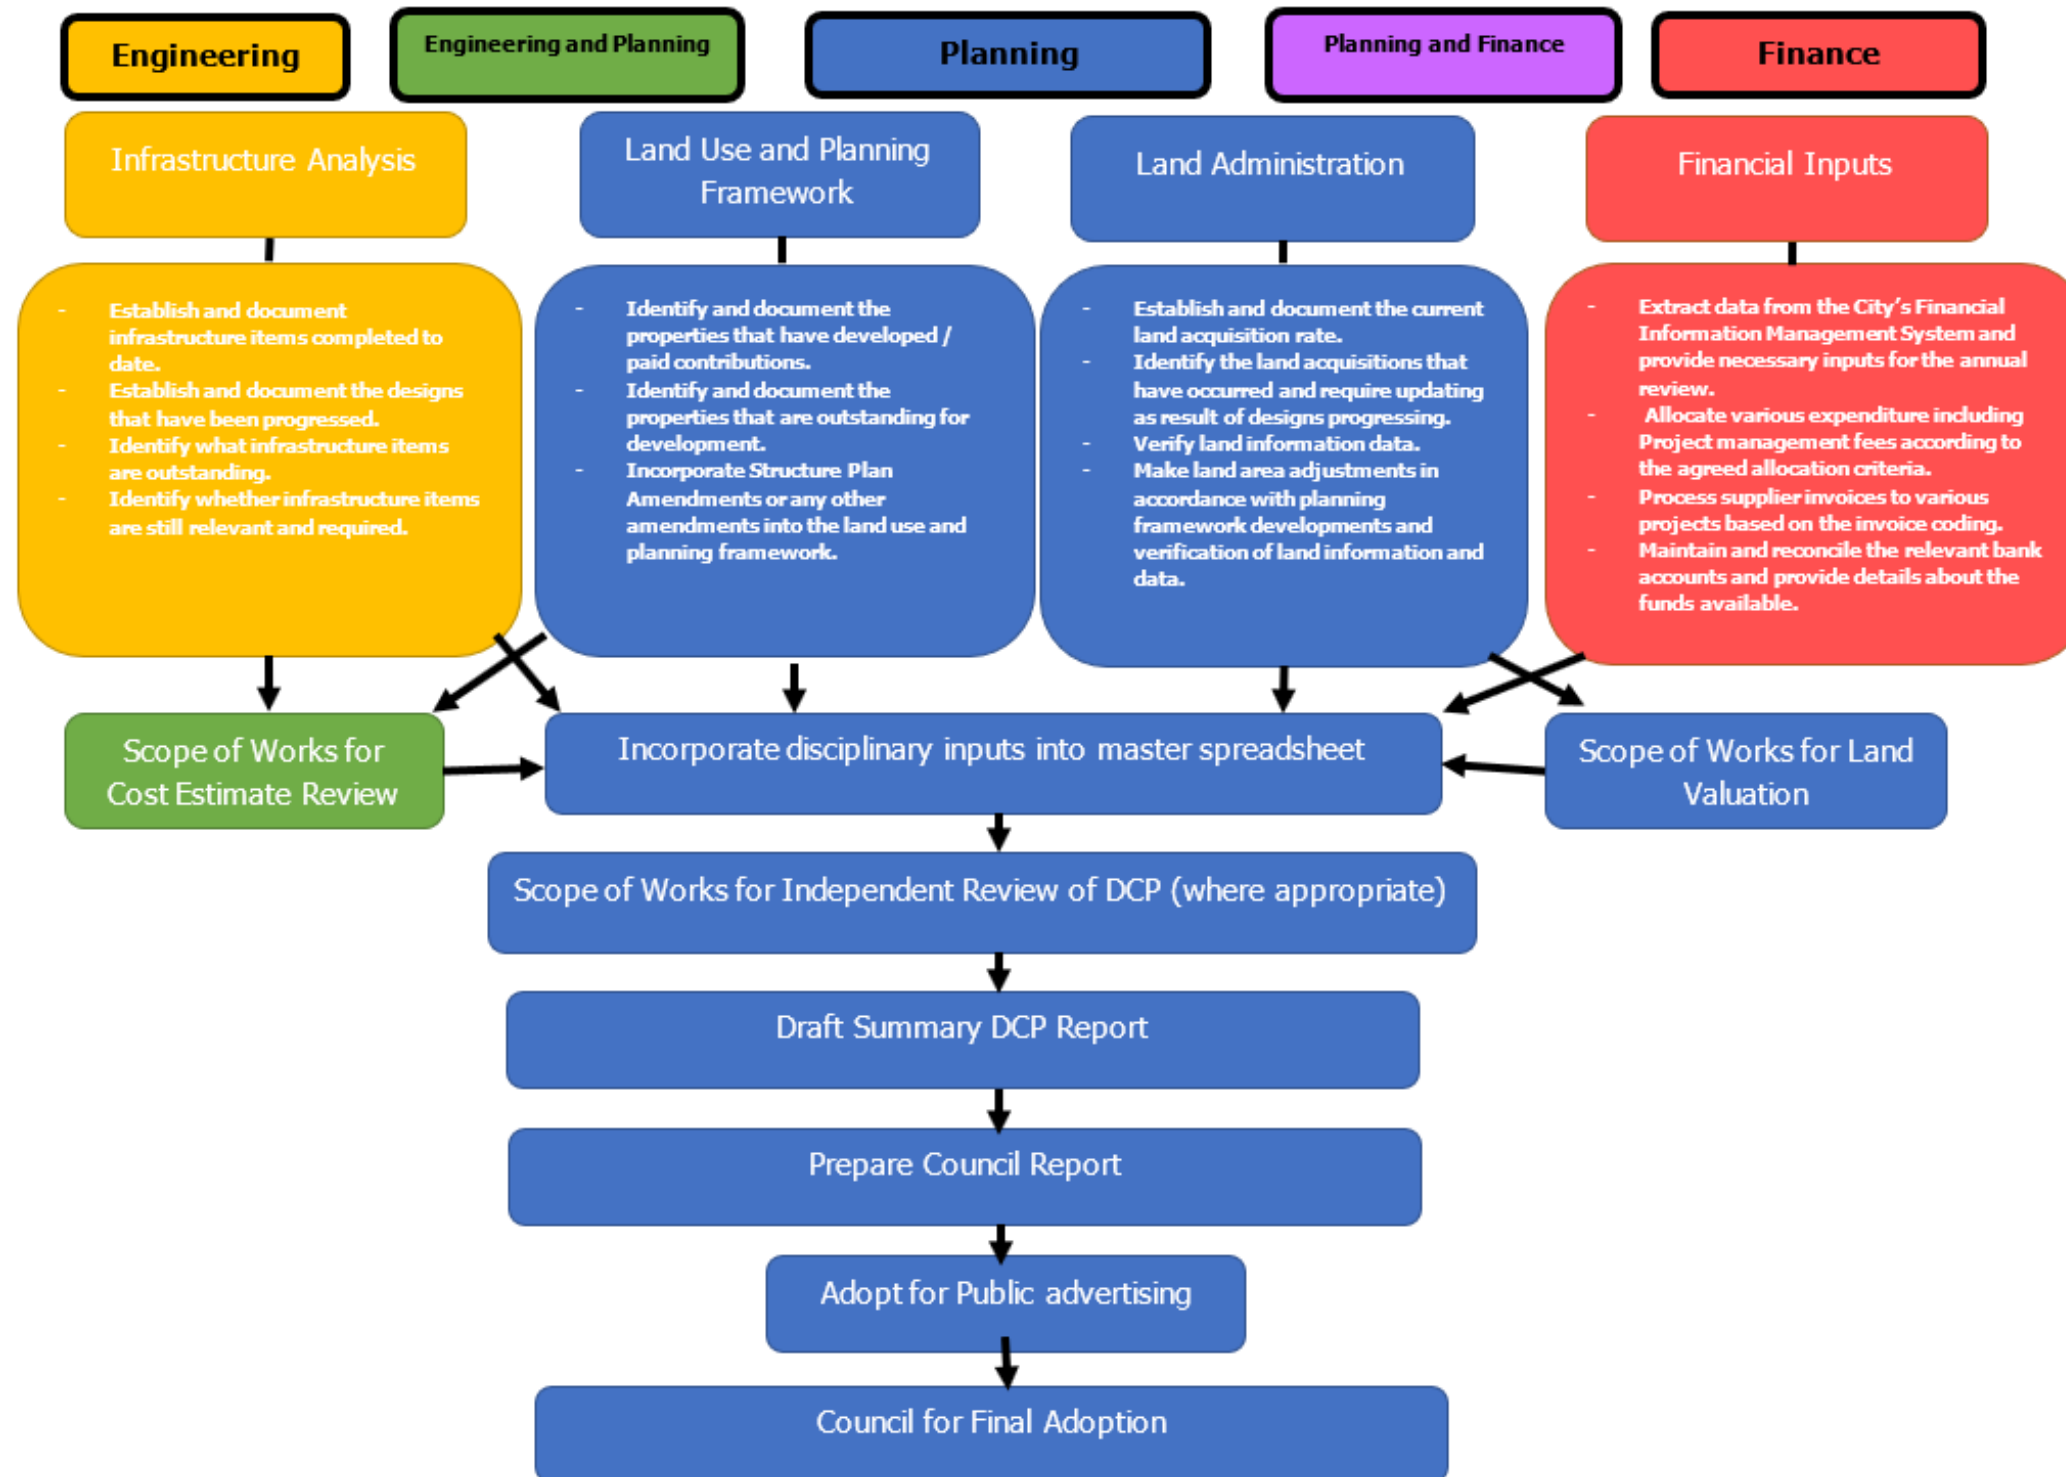 Engineering
Engineering and Planning
Planning
Planning and Finance
Finance
Infrastructure Analysis
Land Use and Planning
Framework
Land Administration
Financial Inputs
- Establish and document
infrastructure items completed to
date.
- Establish and document the designs
that have been progressed.
- Identify what infrastructure items
are outstanding.
- Identify whether infrastructure items
are still relevant and required.
- Identify and document the
properties that have developed /
paid contributions.
- Identify and document the
properties that are outstanding for
development.
- Incorporate Structure Plan
Amendments or any other
amendments into the land use and
planning framework.
- Establish and document the current
land acquisition rate.
- Identify the land acquisitions that
have occurred and require updating
as result of designs progressing.
- Verify land information data.
- Make land area adjustments in
accordance with planning
framework developments and
verification of land information and
data.
- Extract data from the City’s Financial
Information Management System and
provide necessary inputs for the annual
review.
- Allocate various expenditure including
Project management fees according to
the agreed allocation criteria.
- Process supplier invoices to various
projects based on the invoice coding.
- Maintain and reconcile the relevant bank
accounts and provide details about the
funds available.
Scope of Works for
Cost Estimate Review
Incorporate disciplinary inputs into master spreadsheet
Scope of Works for Land
Valuation
Scope of Works for Independent Review of DCP (where appropriate)
Draft Summary DCP Report
Prepare Council Report
Adopt for Public advertising
Council for Final Adoption